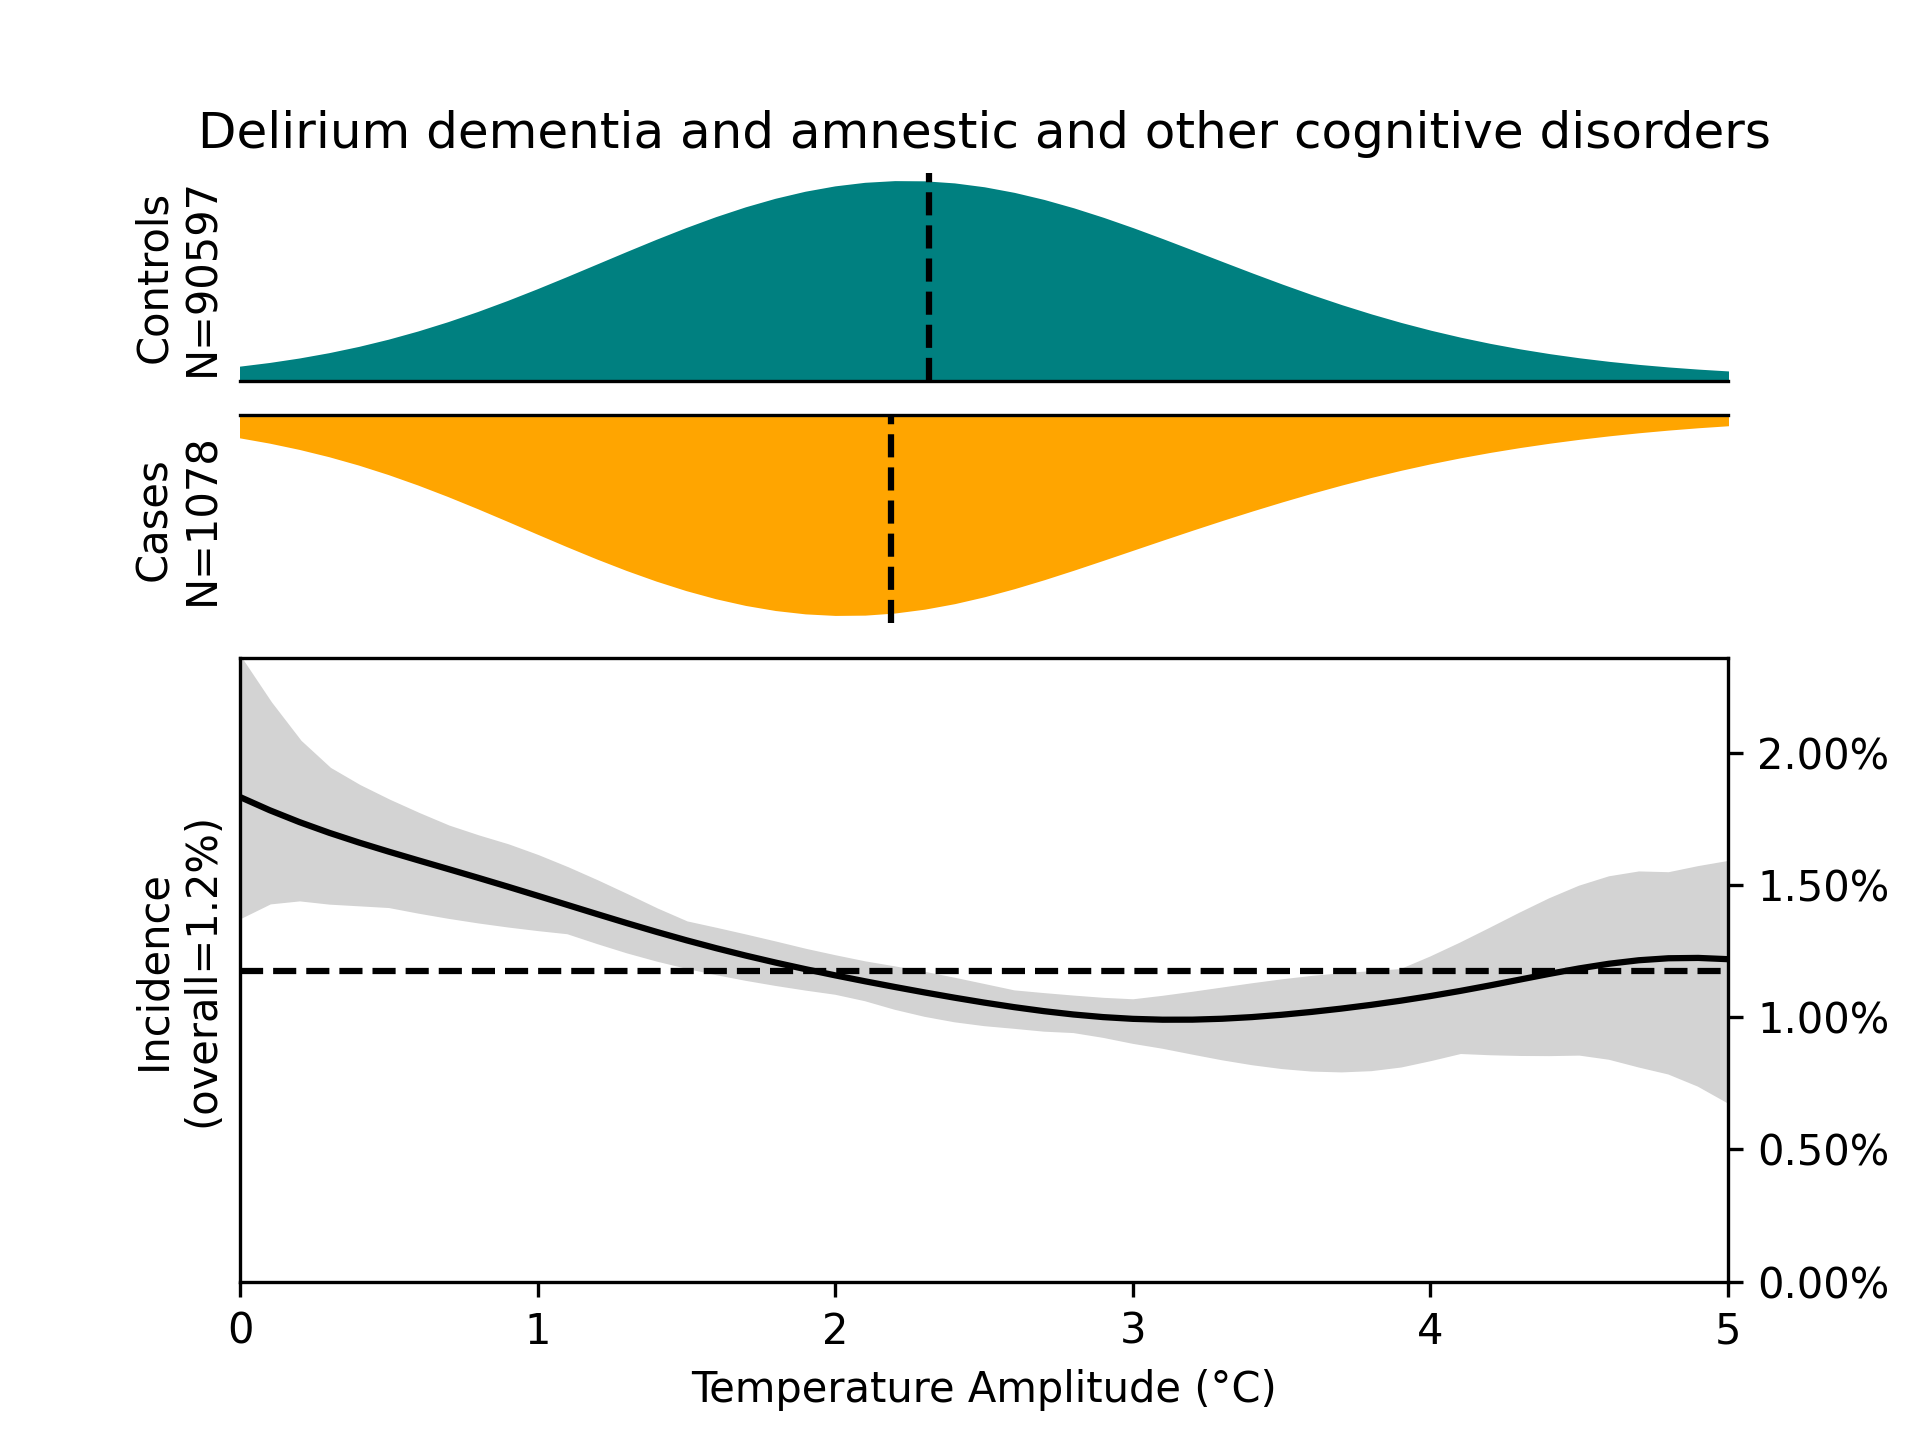 Delirium dementia and amnestic and other cognitive disorders
Controls
N=90597
Cases
N=1078
Incidence
(overall=1.2%)
2.00%
1.50%
1.00%
0.50%
0.00%
0 1 2 3 4 5
Temperature Amplitude (°C)